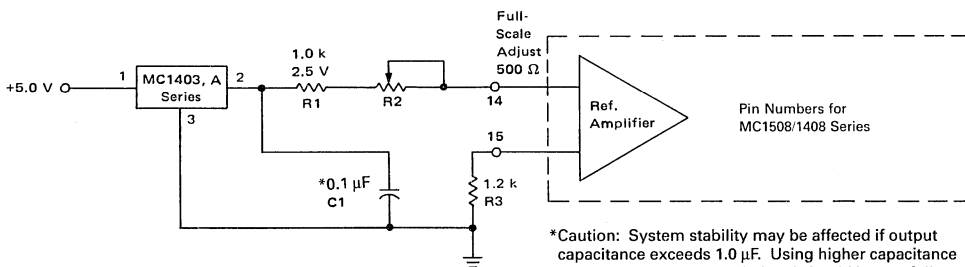 Full-
Scale
Adjust
500 Ω
1.0 k
2.5 V
+5.0 V
1
MC1403, A
Series
2
3
R1
R2
14
Ref.
Amplifier
Pin Numbers for
MC1508/1408 Series
15
*0.1 μF
C1
1.2 k
R3
*Caution: System stability may be affected if output
capacitance exceeds 1.0 μF. Using higher capacitance